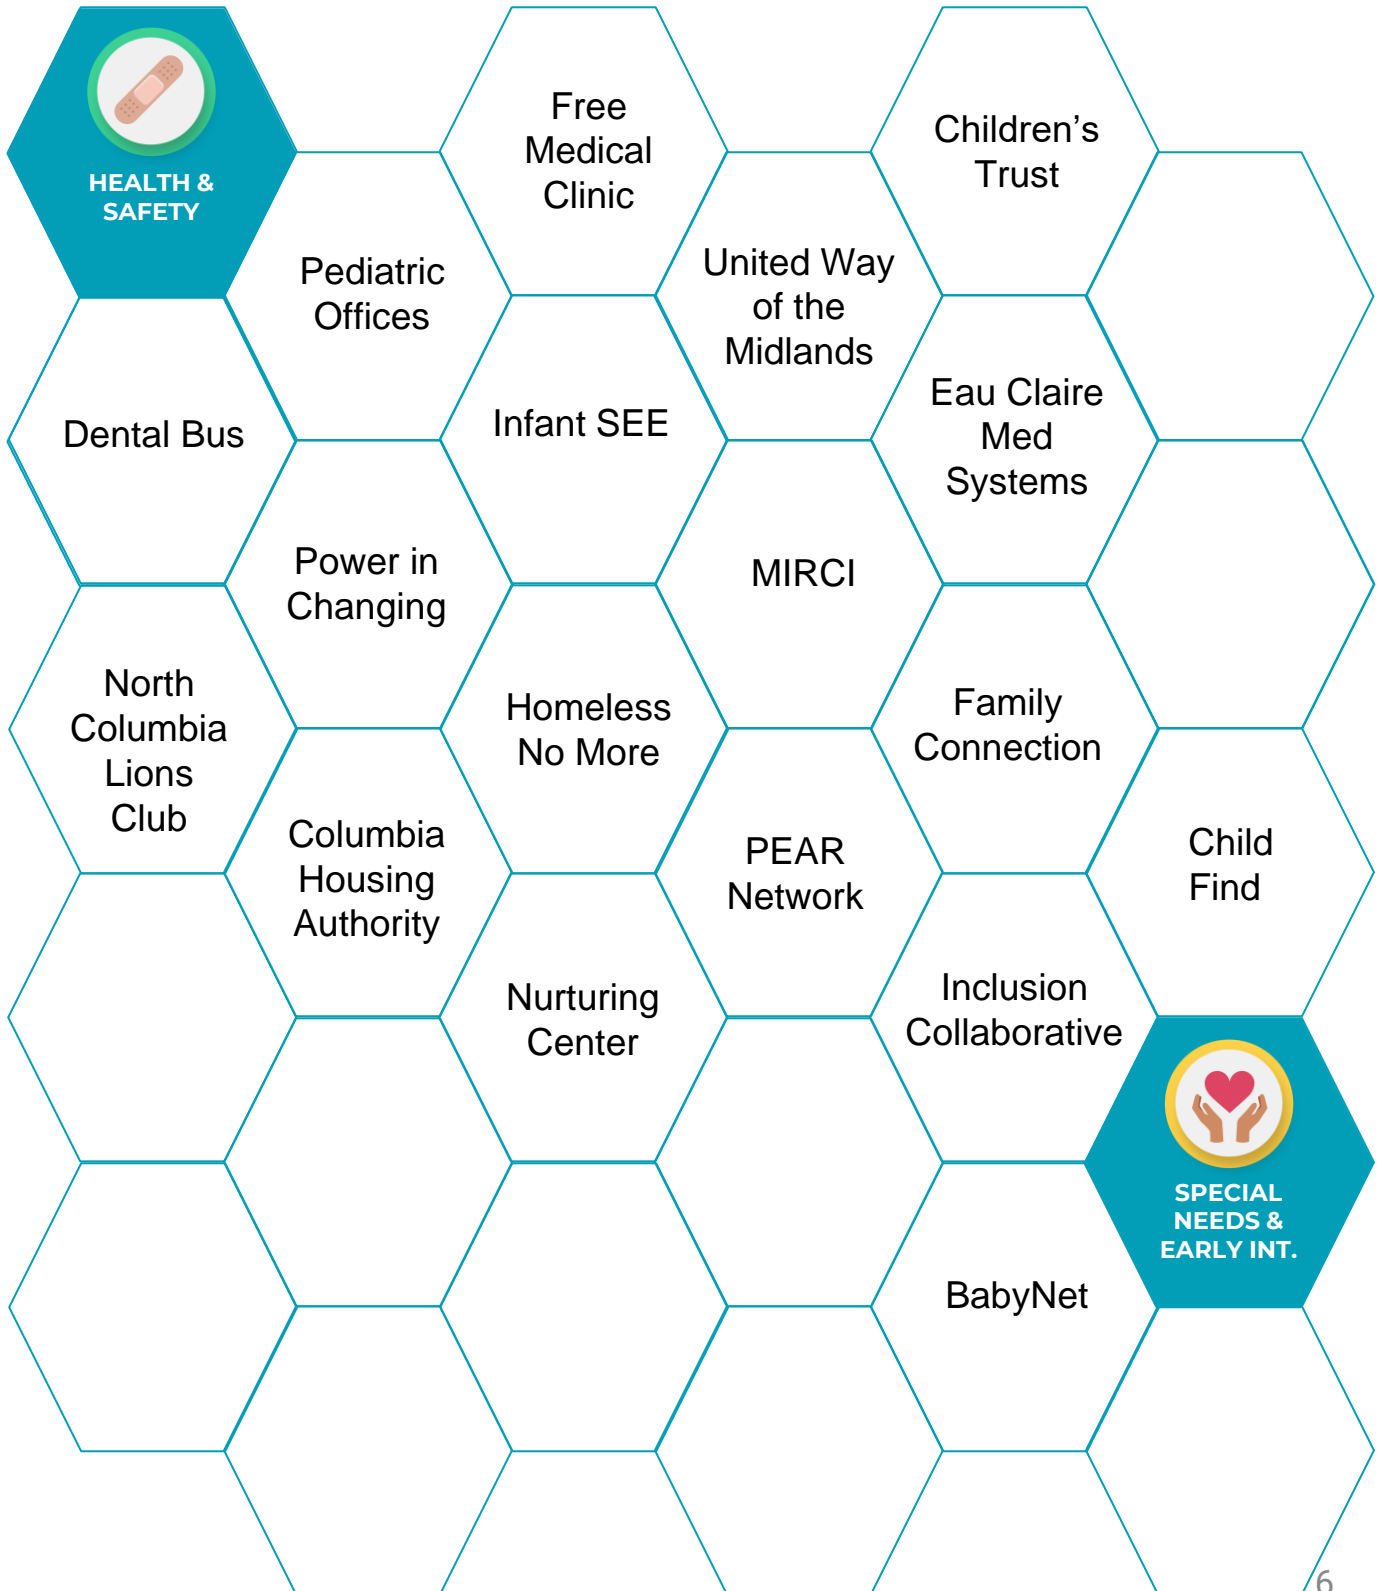 HEALTH &
SAFETY
Free
Medical
Clinic
Children’s
Trust
Pediatric
Offices
United Way
of the
Midlands
Dental Bus
Infant SEE
Eau Claire
Med
Systems
Power in
Changing
MIRCI
North
Columbia
Lions
Club
Homeless
No More
Family
Connection
Columbia
Housing
Authority
PEAR
Network
Child
Find
Nurturing
Center
Inclusion
Collaborative
SPECIAL
NEEDS &
EARLY INT.
BabyNet
6